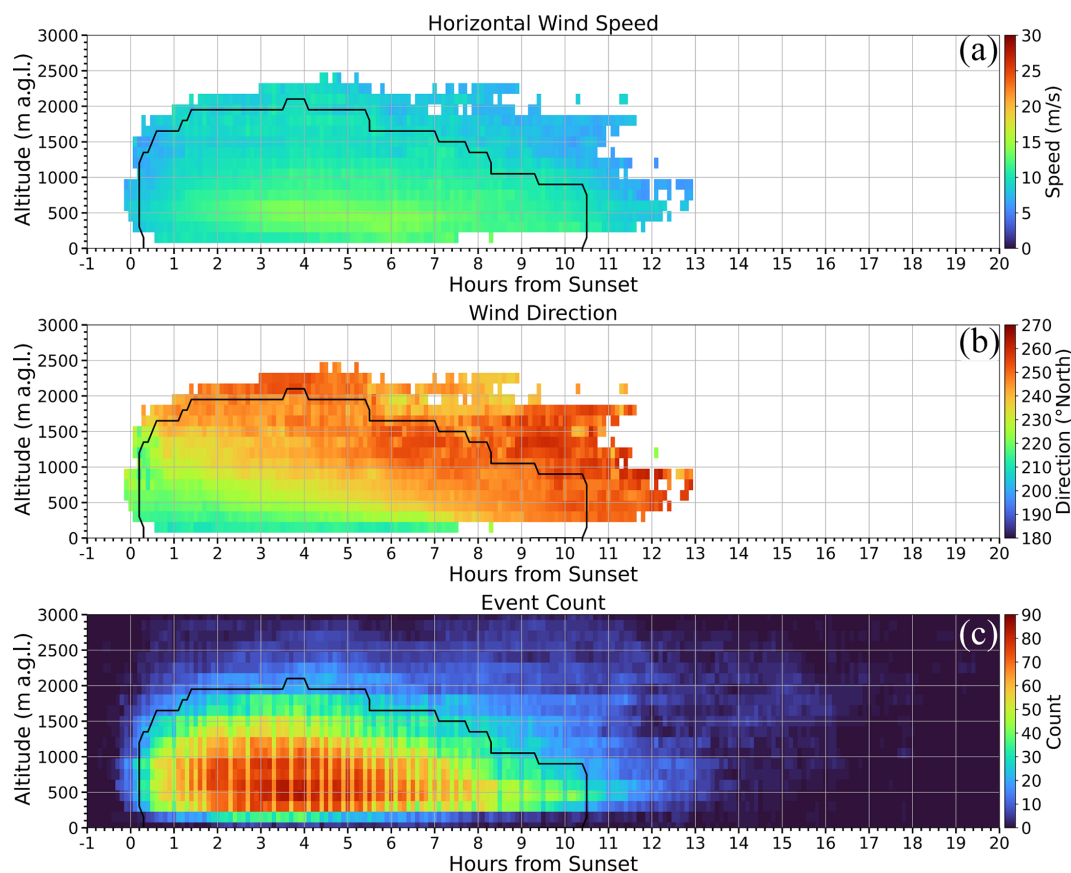 Horizontal Wind Speed
(a)
Altitude (m a.g.l.)
3000
2500
2000
1500
1000
500
0
-1 0 1 2 3 4 5 6 7 8 9 10 11 12 13 14 15 16 17 18 19 20
Hours from Sunset
30
25
20
15
10
5
0
Speed (m/s)
Wind Direction
(b)
Altitude (m a.g.l.)
3000
2500
2000
1500
1000
500
0
-1 0 1 2 3 4 5 6 7 8 9 10 11 12 13 14 15 16 17 18 19 20
Hours from Sunset
270
260
250
240
230
220
210
200
190
180
Direction (°North)
Event Count
(c)
Altitude (m a.g.l.)
3000
2500
2000
1500
1000
500
0
-1 0 1 2 3 4 5 6 7 8 9 10 11 12 13 14 15 16 17 18 19 20
Hours from Sunset
90
80
70
60
50
40
30
20
10
0
Count